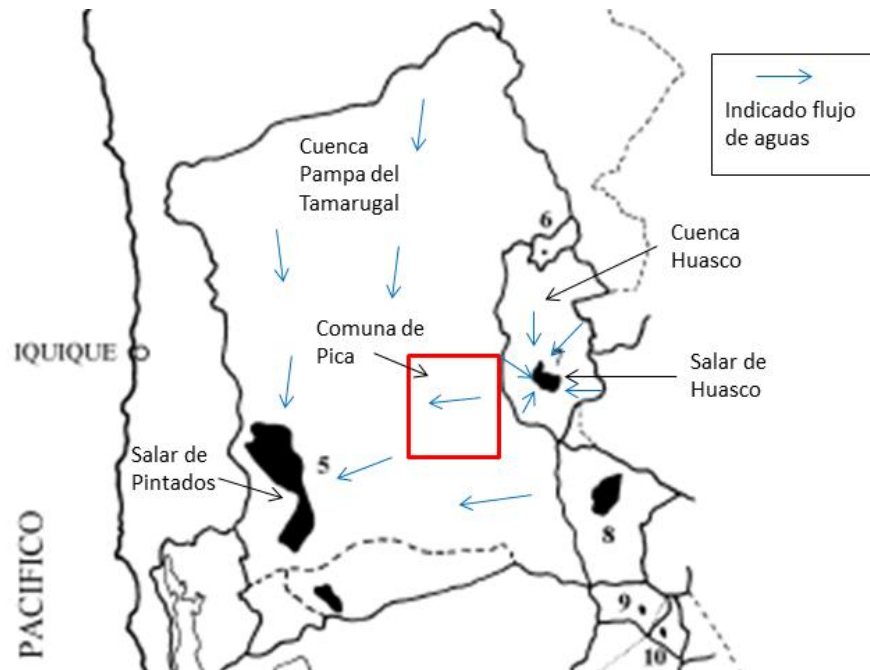 Indicado flujo
de aguas
Cuenca
Pampa del
Tamarugal
6
Cuenca
Huasco
Comuna de
Pica
IQUIQUE
Salar de
Huasco
Salar de
Pintados
5
8
9
10
PACIFICO